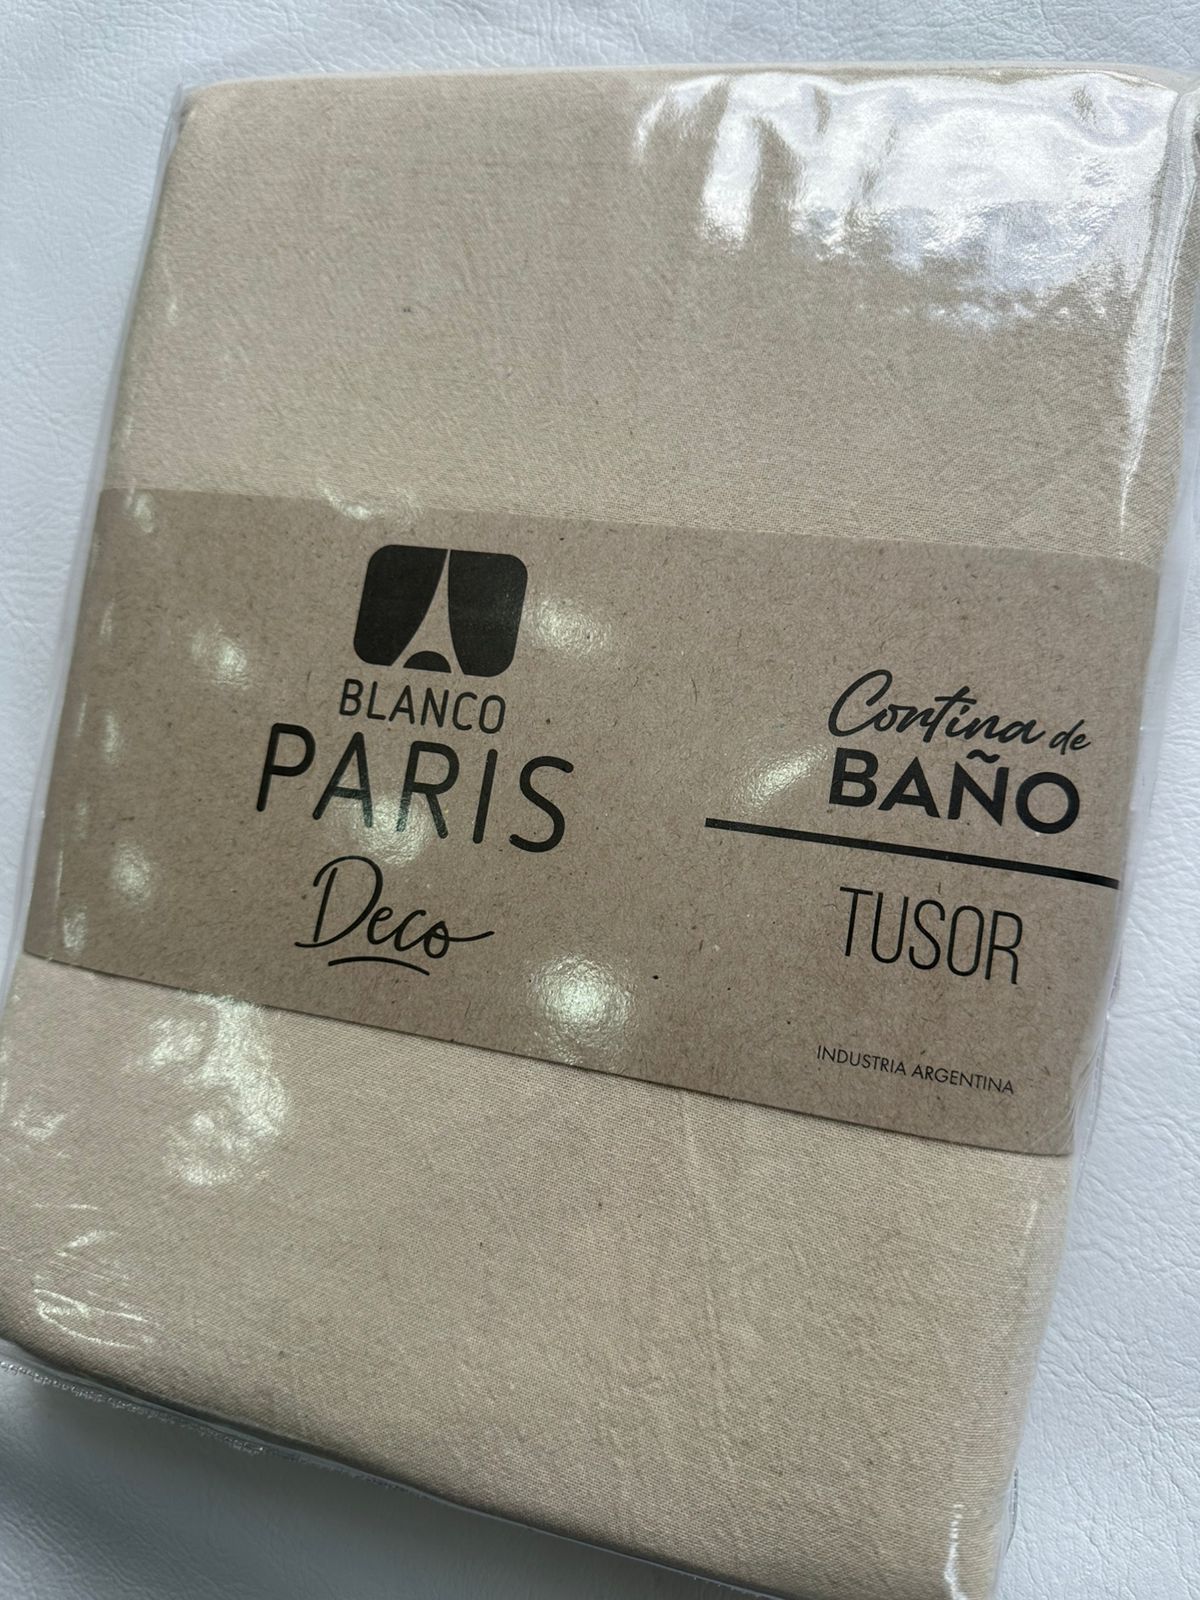 BLANCO
PARIS
Deco
Cortina de
BAÑO
TUSOR
INDUSTRIA ARGENTINA